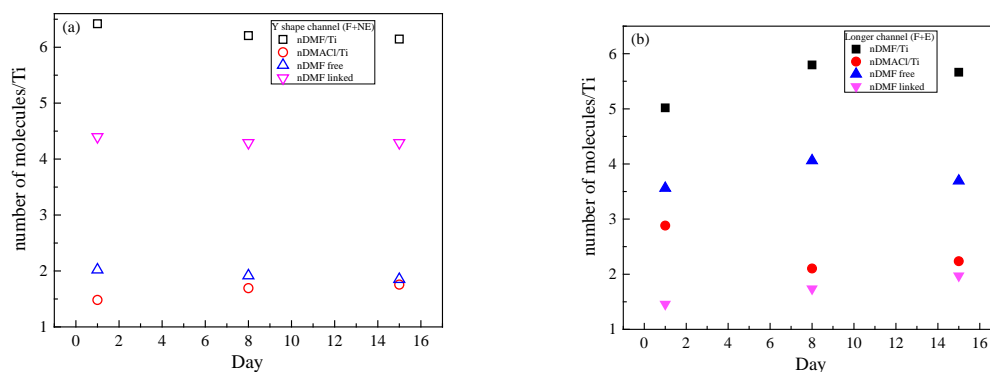 (a)
Y shape channel (F+NE)
nDMF/Ti
nDMACl/Ti
nDMF free
nDMF linked
number of molecules/Ti
6
5
4
3
2
1
0 2 4 6 8 10 12 14 16
Day
(b)
Longer channel (F+E)
nDMF/Ti
nDMACl/Ti
nDMF free
nDMF linked
number of molecules/Ti
6
5
4
3
2
1
0 2 4 6 8 10 12 14 16
Day